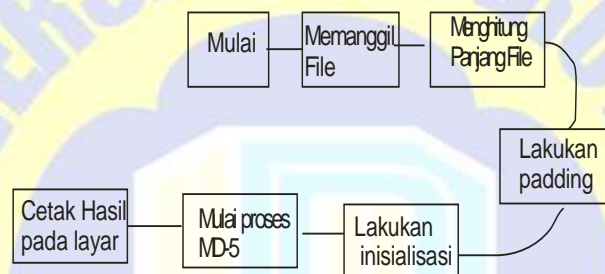 Mulai
Memanggil
File
Menghitung
Panjang File
Lakukan
padding
Lakukan
inisialisasi
Mulai proses
MD-5
Cetak Hasil
pada layar